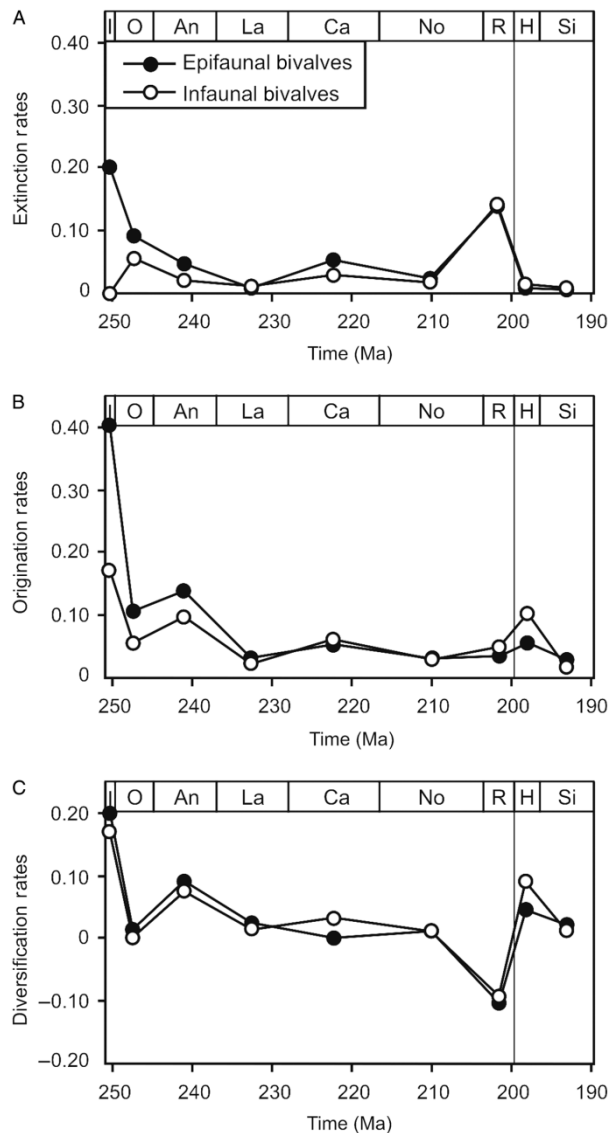 A
I O An La Ca No R H Si
0.40
Epifaunal bivalves
Infaunal bivalves
0.30
0.20
0.10
0
Extinction rates
250 240 230 220 210 200 190
Time (Ma)
B
I O An La Ca No R H Si
0.40
0.30
0.20
0.10
0
Origination rates
250 240 230 220 210 200 190
Time (Ma)
C
I O An La Ca No R H Si
0.20
0.10
0
–0.10
–0.20
Diversification rates
250 240 230 220 210 200 190
Time (Ma)